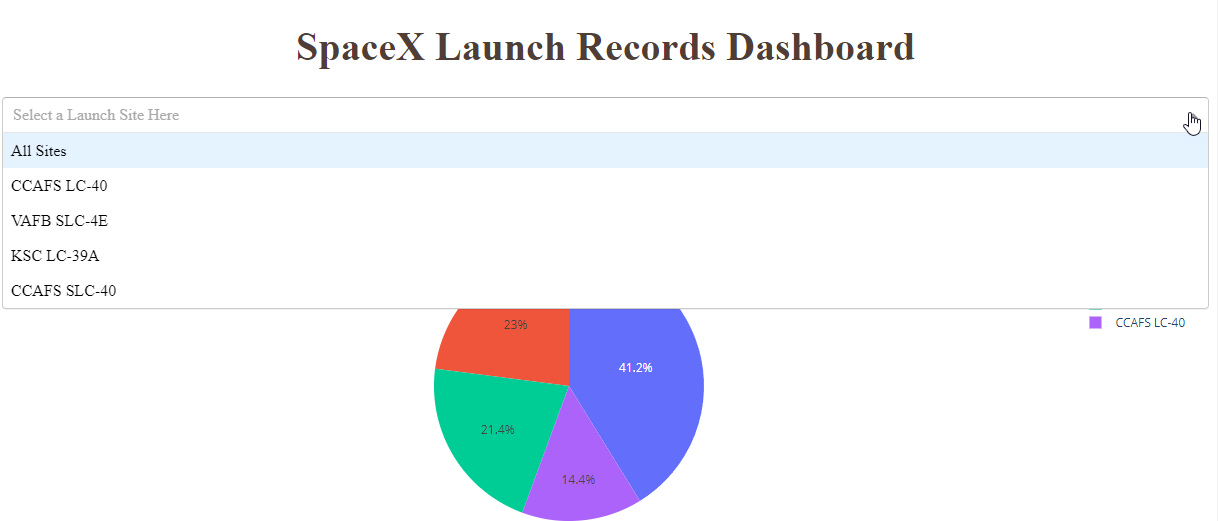 SpaceX Launch Records Dashboard
Select a Launch Site Here
All Sites
CCAFS LC-40
VAFB SLC-4E
KSC LC-39A
CCAFS SLC-40
23%
CCAFS LC-40
41.2%
21.4%
14.4%